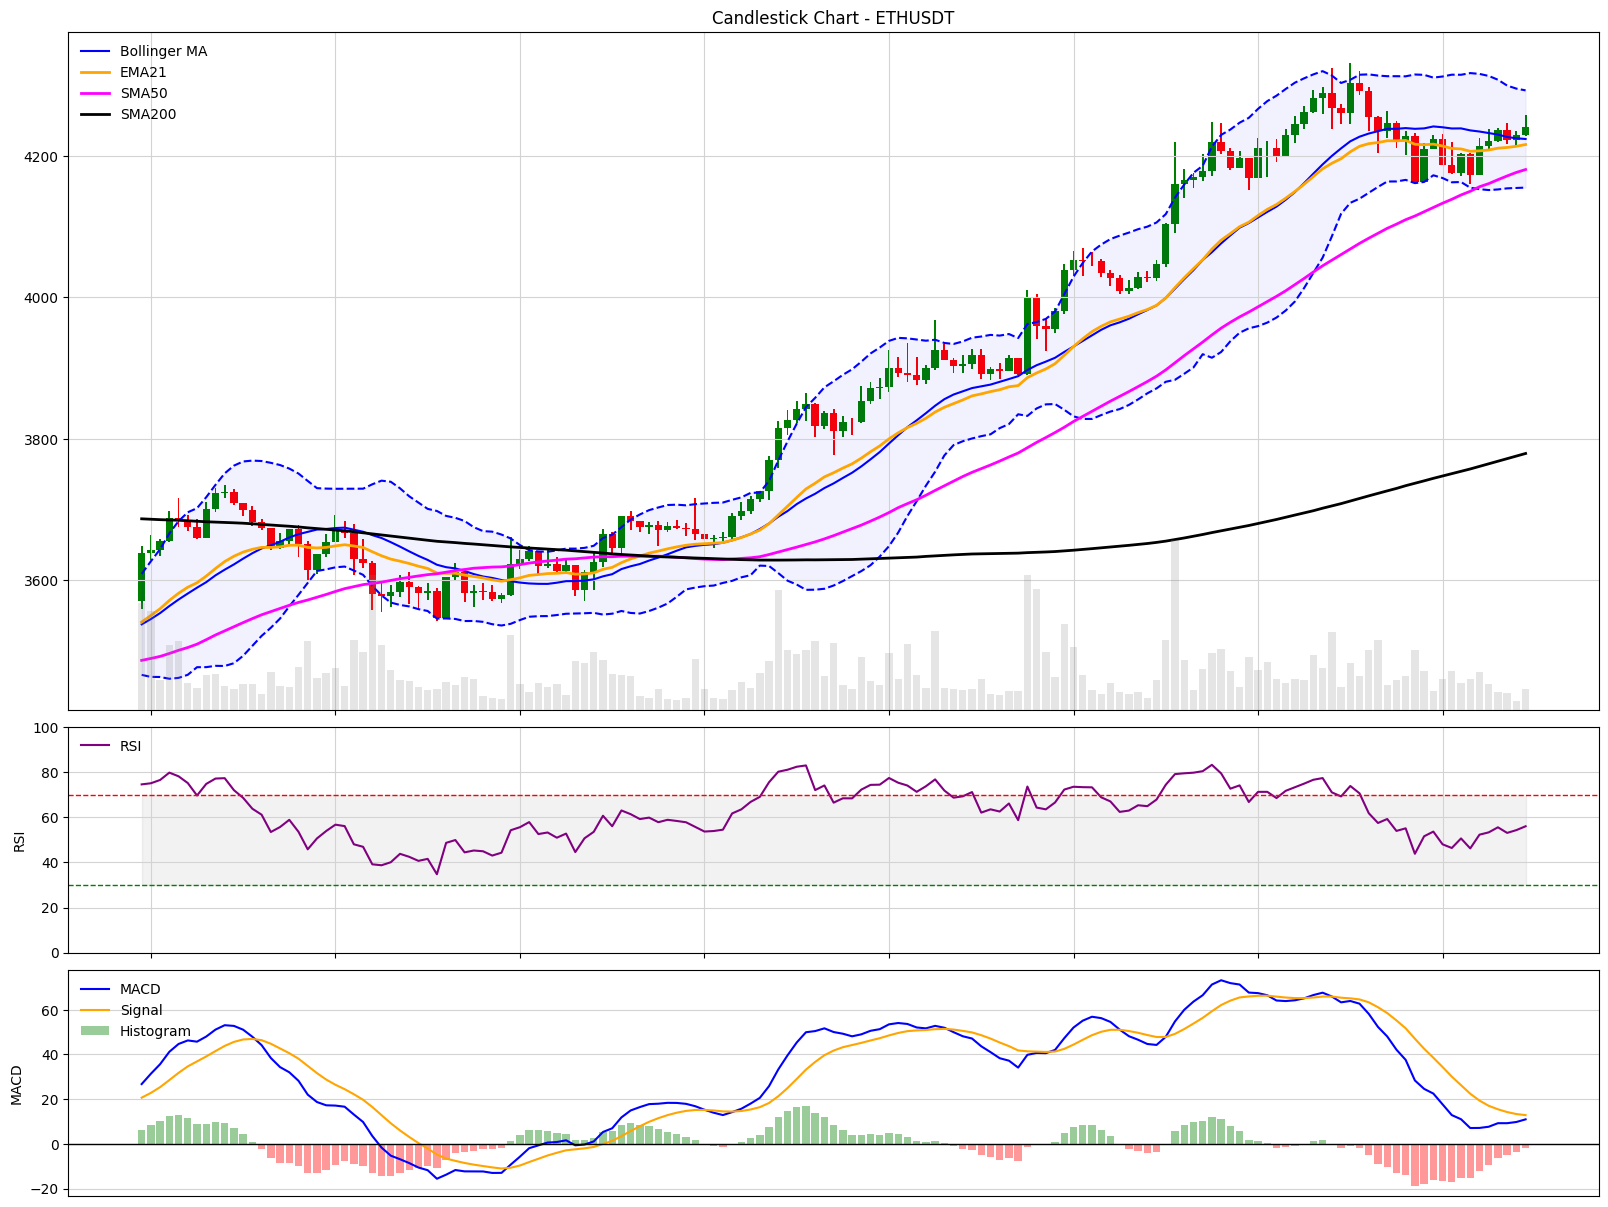 Candlestick Chart - ETHUSDT
Bollinger MA
EMA21
SMA50
SMA200
4200
4000
3800
3600
100
RSI
80
60
RSI
40
20
0
MACD
Signal
Histogram
60
40
MACD
20
0
−20